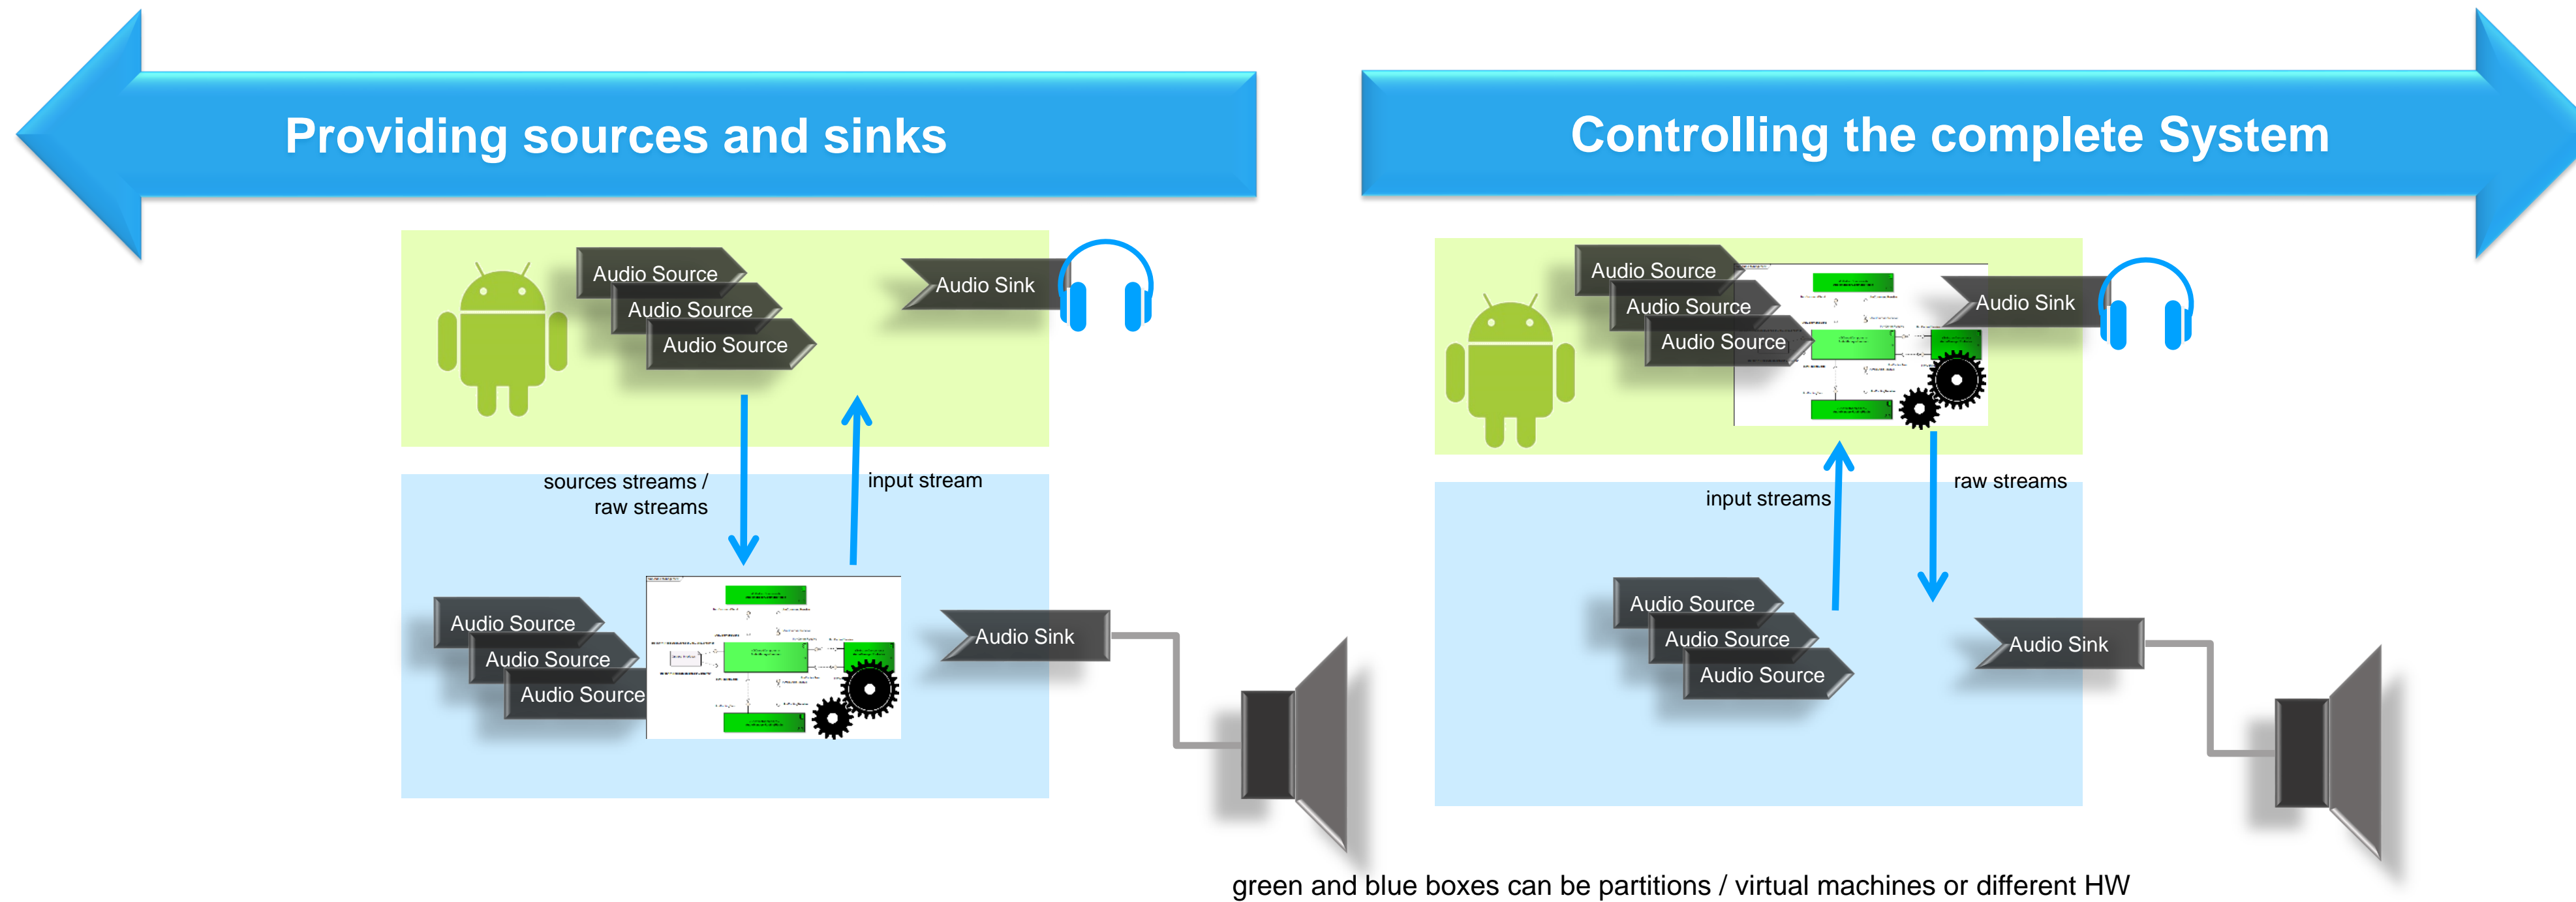 Providing sources and sinks
Controlling the complete System
Audio Source
Audio Source
Audio Source
Audio Sink
sources streams /
raw streams
input stream
Audio Source
Audio Source
Audio Source
Audio Sink
Audio Source
Audio Source
Audio Source
Audio Sink
input streams
raw streams
Audio Source
Audio Source
Audio Source
Audio Sink
green and blue boxes can be partitions / virtual machines or different HW